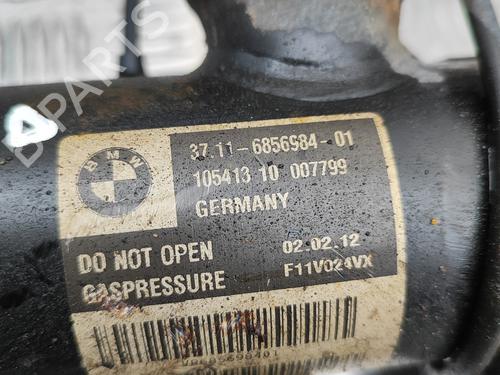 B PARTS
BMW
37.11-6856984-01
105413 10 007799
GERMANY
DO NOT OPEN
GASPRESSURE
02.02.12
F11V024VX